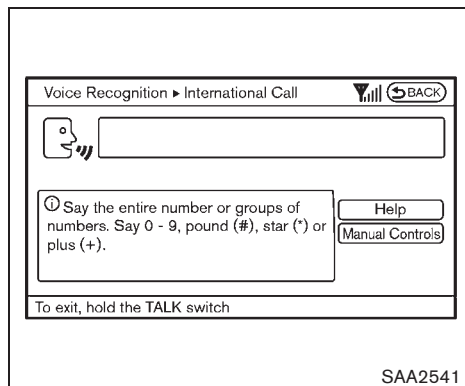 Voice Recognition ▸ International Call BACK
Say the entire number or groups of
numbers. Say 0 - 9, pound (#), star (*) or
plus (+).
Help
Manual Controls
To exit, hold the TALK switch
SAA2541